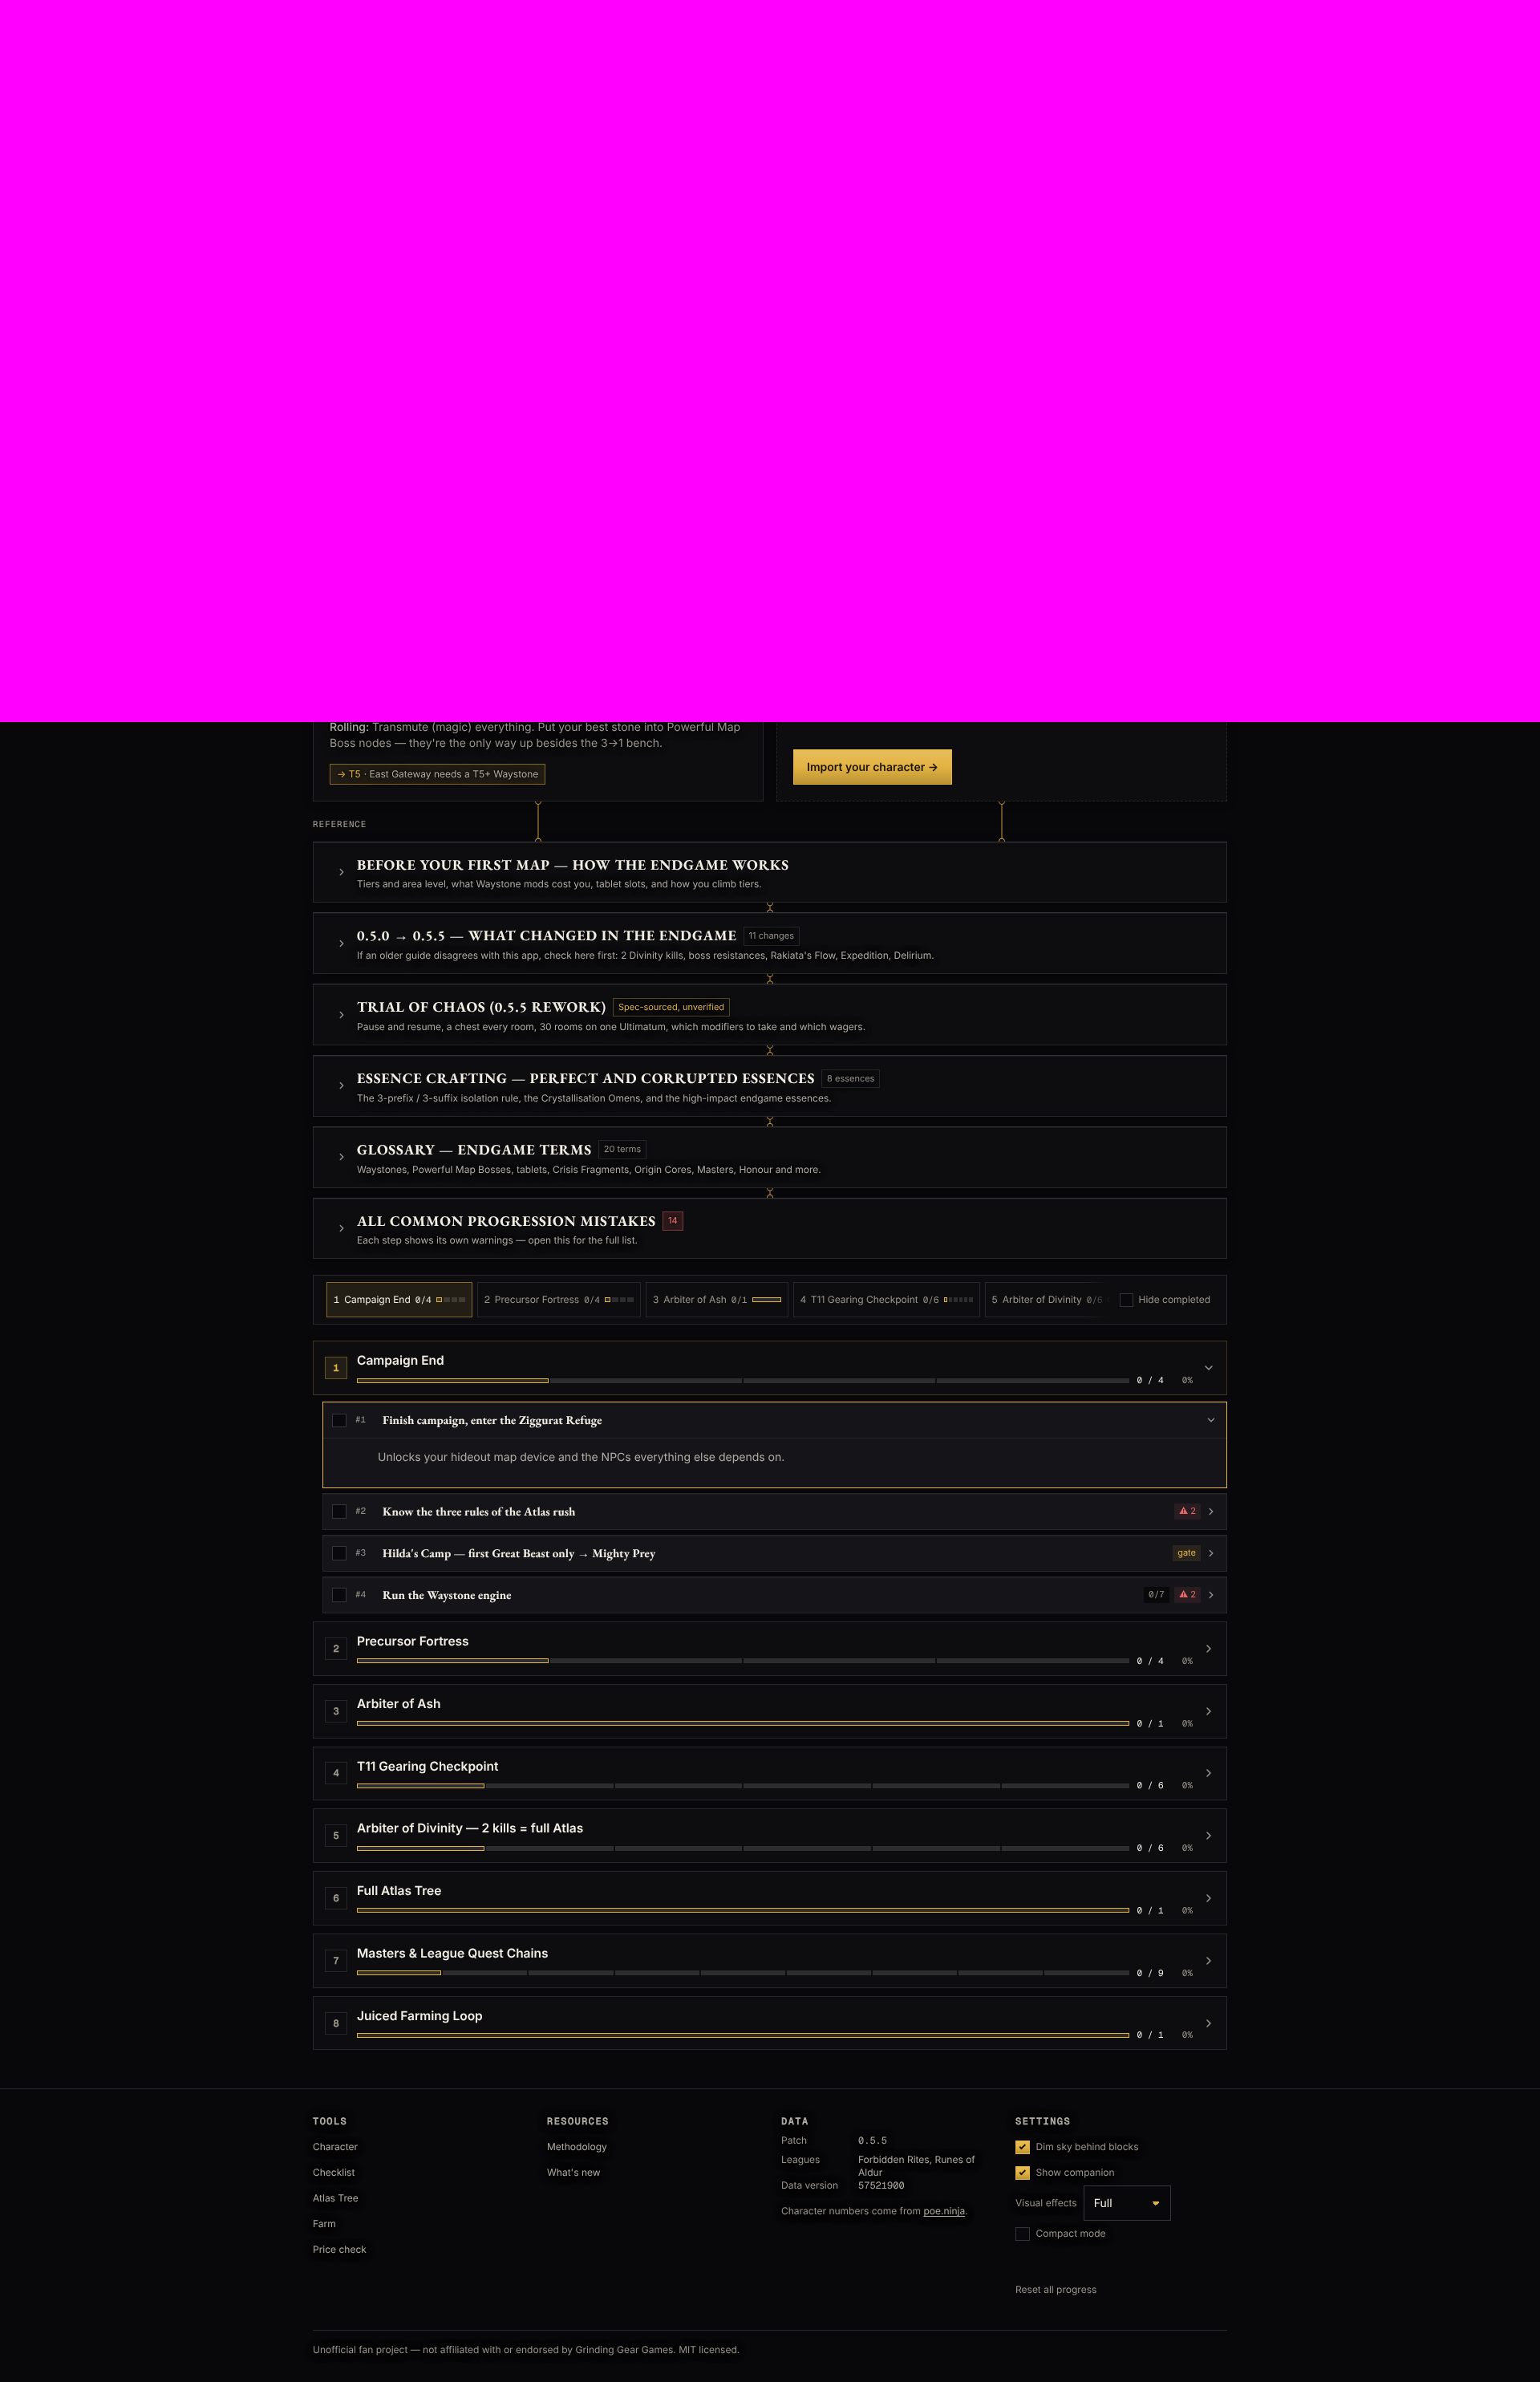 Rolling: Transmute (magic) everything. Put your best stone into Powerful Map
Boss nodes — they're the only way up besides the 3→1 bench.
→ T5 · East Gateway needs a T5+ Waystone
Import your character →
REFERENCE
BEFORE YOUR FIRST MAP — HOW THE ENDGAME WORKS
Tiers and area level, what Waystone mods cost you, tablet slots, and how you climb tiers.
0.5.0 → 0.5.5 — WHAT CHANGED IN THE ENDGAME 11 changes
If an older guide disagrees with this app, check here first: 2 Divinity kills, boss resistances, Rakiata's Flow, Expedition, Delirium.
TRIAL OF CHAOS (0.5.5 REWORK) Spec-sourced, unverified
Pause and resume, a chest every room, 30 rooms on one Ultimatum, which modifiers to take and which wagers.
ESSENCE CRAFTING — PERFECT AND CORRUPTED ESSENCES 8 essences
The 3-prefix / 3-suffix isolation rule, the Crystallisation Omens, and the high-impact endgame essences.
GLOSSARY — ENDGAME TERMS 20 terms
Waystones, Powerful Map Bosses, tablets, Crisis Fragments, Origin Cores, Masters, Honour and more.
ALL COMMON PROGRESSION MISTAKES 14
Each step shows its own warnings — open this for the full list.
1 Campaign End 0/4 2 Precursor Fortress 0/4 3 Arbiter of Ash 0/1 4 T11 Gearing Checkpoint 0/6 5 Arbiter of Divinity 0/6 Hide completed
1 Campaign End
0 / 4 0%
#1 Finish campaign, enter the Ziggurat Refuge
Unlocks your hideout map device and the NPCs everything else depends on.
#2 Know the three rules of the Atlas rush 2
#3 Hilda's Camp — first Great Beast only → Mighty Prey gate
#4 Run the Waystone engine 0/7 2
2 Precursor Fortress
0 / 4 0%
3 Arbiter of Ash
0 / 1 0%
4 T11 Gearing Checkpoint
0 / 6 0%
5 Arbiter of Divinity — 2 kills = full Atlas
0 / 6 0%
6 Full Atlas Tree
0 / 1 0%
7 Masters & League Quest Chains
0 / 9 0%
8 Juiced Farming Loop
0 / 1 0%
TOOLS
Character
Checklist
Atlas Tree
Farm
Price check
RESOURCES
Methodology
What's new
DATA
Patch 0.5.5
Leagues Forbidden Rites, Runes of
Aldur
Data version 57521900
Character numbers come from poe.ninja.
SETTINGS
Dim sky behind blocks
Show companion
Visual effects Full
Compact mode
Reset all progress
Unofficial fan project — not affiliated with or endorsed by Grinding Gear Games. MIT licensed.